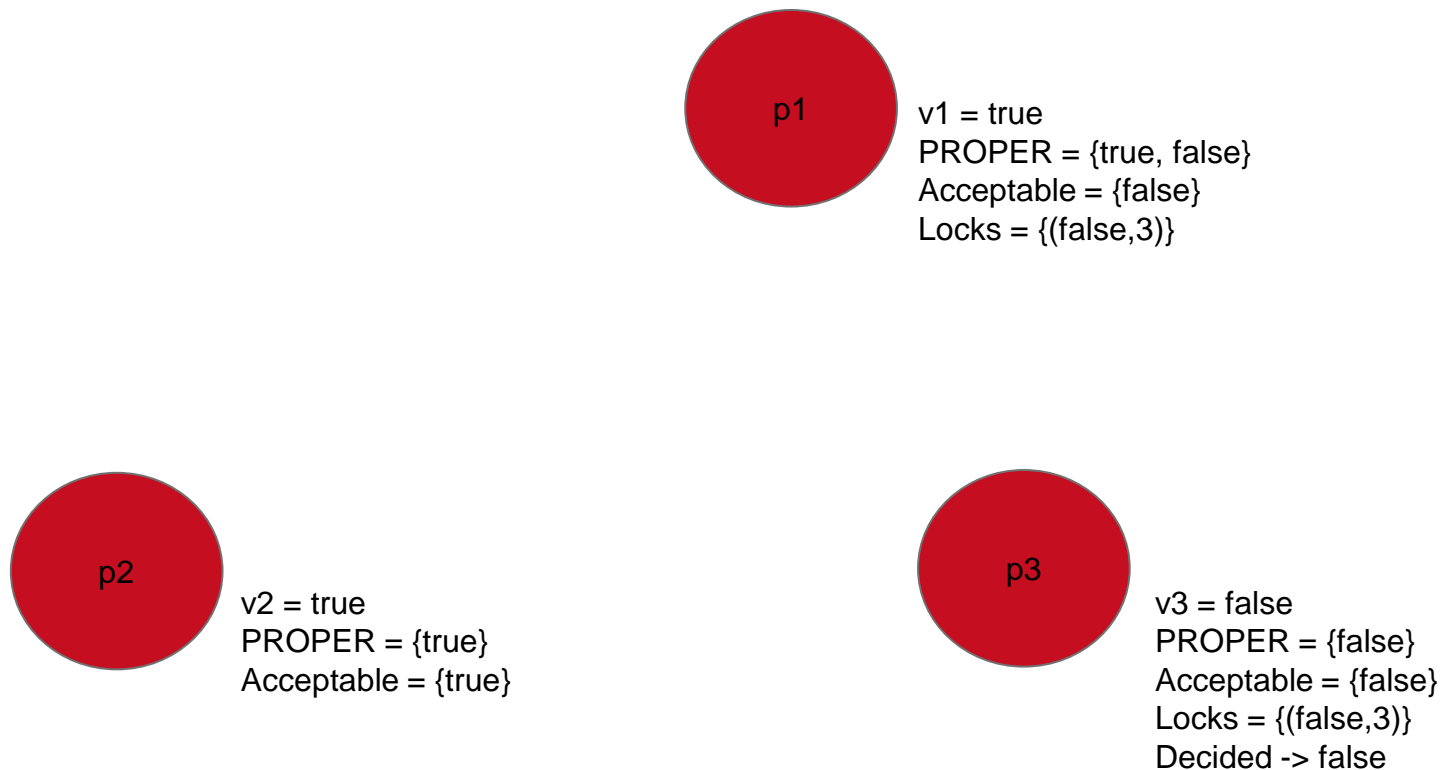 p1
v1 = true
PROPER = {true, false}
Acceptable = {false}
Locks = {(false,3)}
p2
v2 = true
PROPER = {true}
Acceptable = {true}
p3
v3 = false
PROPER = {false}
Acceptable = {false}
Locks = {(false,3)}
Decided -> false